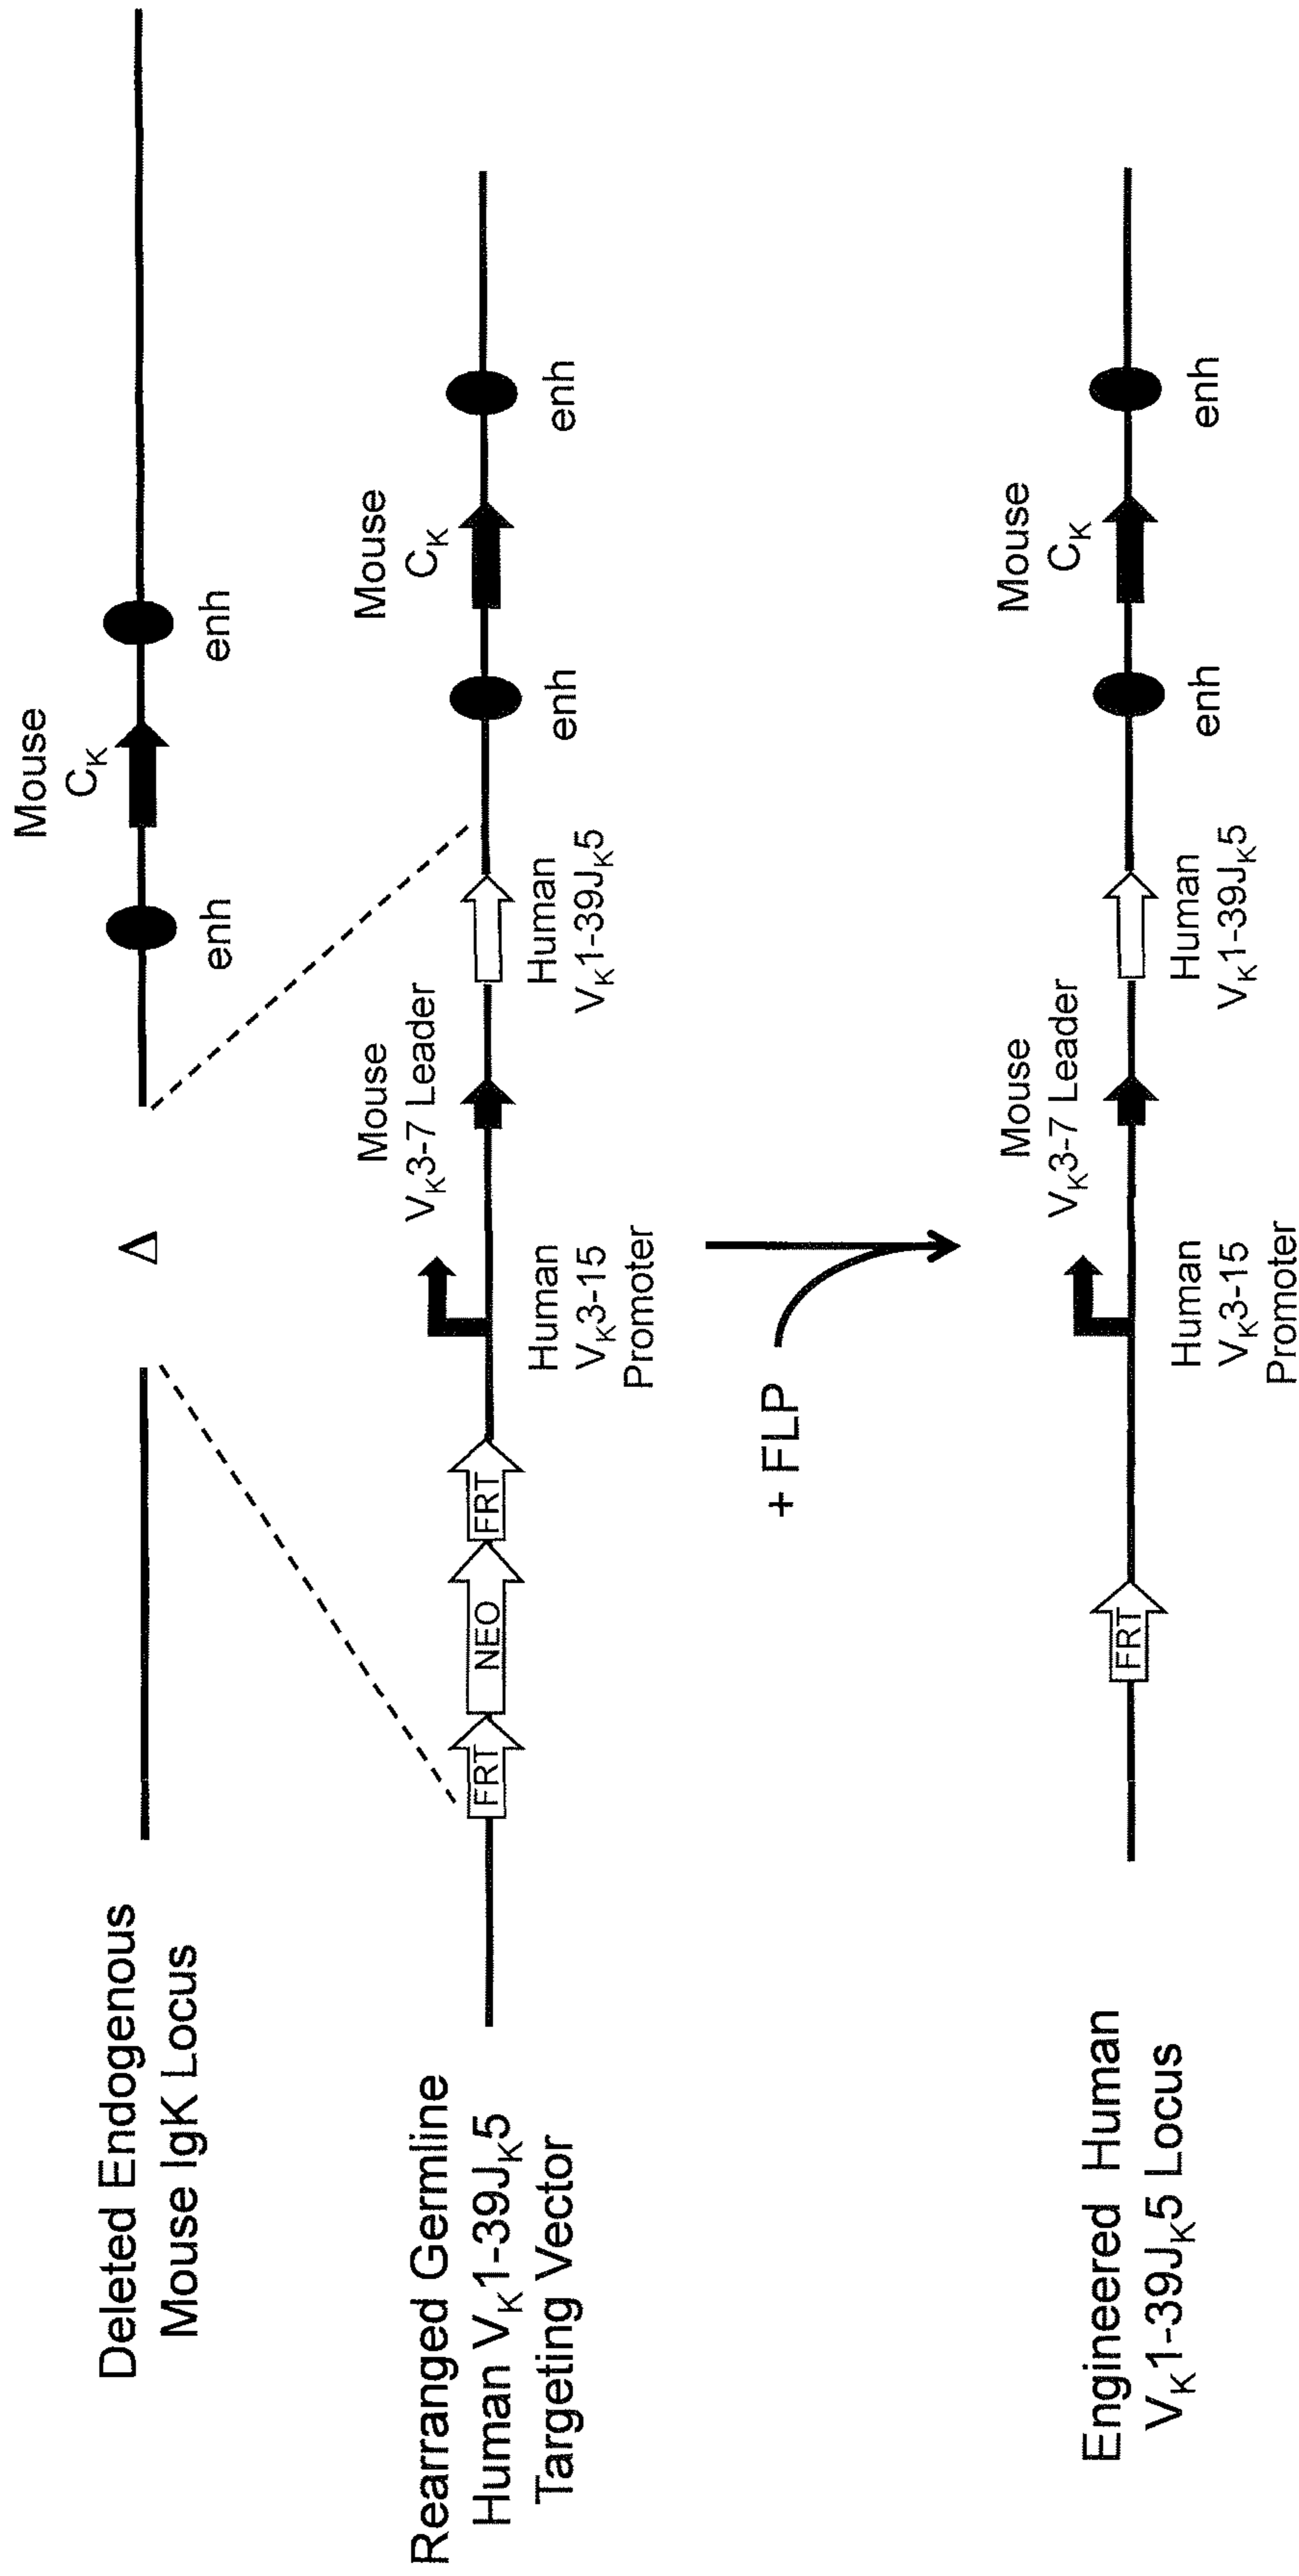 Deleted Endogenous
Mouse IgK Locus
Δ
enh
Mouse
CK
enh
Rearranged Germline
Human VK1-39JK5
Targeting Vector
FRT
NEO
FRT
Human
VK3-15
Promoter
Mouse
VK3-7 Leader
Human
VK1-39JK5
enh
Mouse
CK
enh
+ FLP
Engineered Human
VK1-39JK5 Locus
FRT
Human
VK3-15
Promoter
Mouse
VK3-7 Leader
Human
VK1-39JK5
enh
Mouse
CK
enh